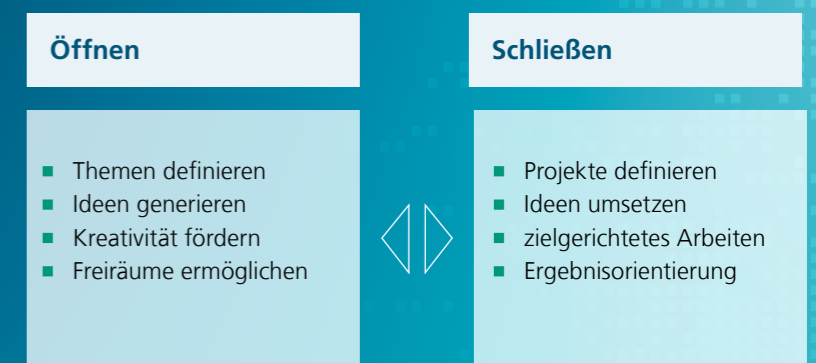 Öffnen
Themen definieren
Ideen generieren
Kreativität fördern
Freiräume ermöglichen
Schließen
Projekte definieren
Ideen umsetzen
zielgerichtetes Arbeiten
Ergebnisorientierung